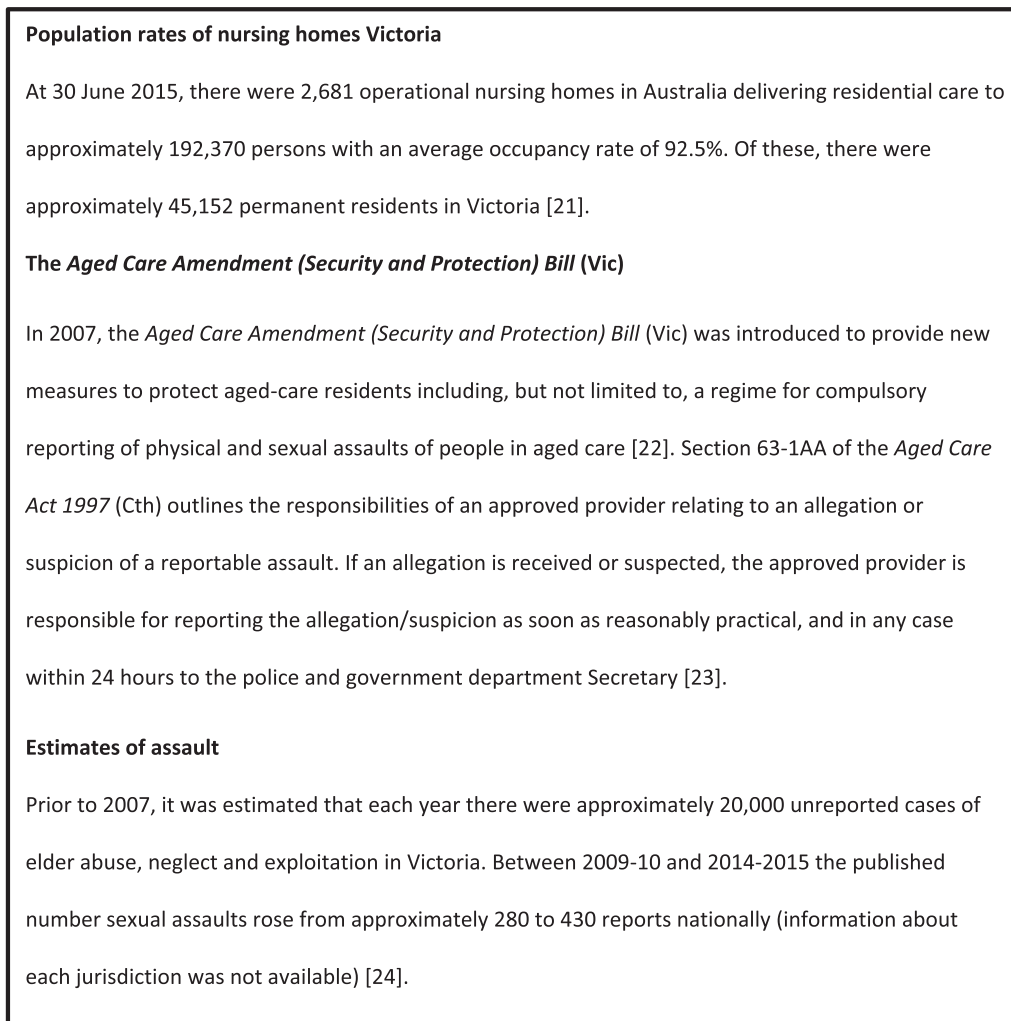 Population rates of nursing homes Victoria
At 30 June 2015, there were 2,681 operational nursing homes in Australia delivering residential care to
approximately 192,370 persons with an average occupancy rate of 92.5%. Of these, there were
approximately 45,152 permanent residents in Victoria [21].
The Aged Care Amendment (Security and Protection) Bill (Vic)
In 2007, the Aged Care Amendment (Security and Protection) Bill (Vic) was introduced to provide new
measures to protect aged-care residents including, but not limited to, a regime for compulsory
reporting of physical and sexual assaults of people in aged care [22]. Section 63-1AA of the Aged Care
Act 1997 (Cth) outlines the responsibilities of an approved provider relating to an allegation or
suspicion of a reportable assault. If an allegation is received or suspected, the approved provider is
responsible for reporting the allegation/suspicion as soon as reasonably practical, and in any case
within 24 hours to the police and government department Secretary [23].
Estimates of assault
Prior to 2007, it was estimated that each year there were approximately 20,000 unreported cases of
elder abuse, neglect and exploitation in Victoria. Between 2009-10 and 2014-2015 the published
number sexual assaults rose from approximately 280 to 430 reports nationally (information about
each jurisdiction was not available) [24].